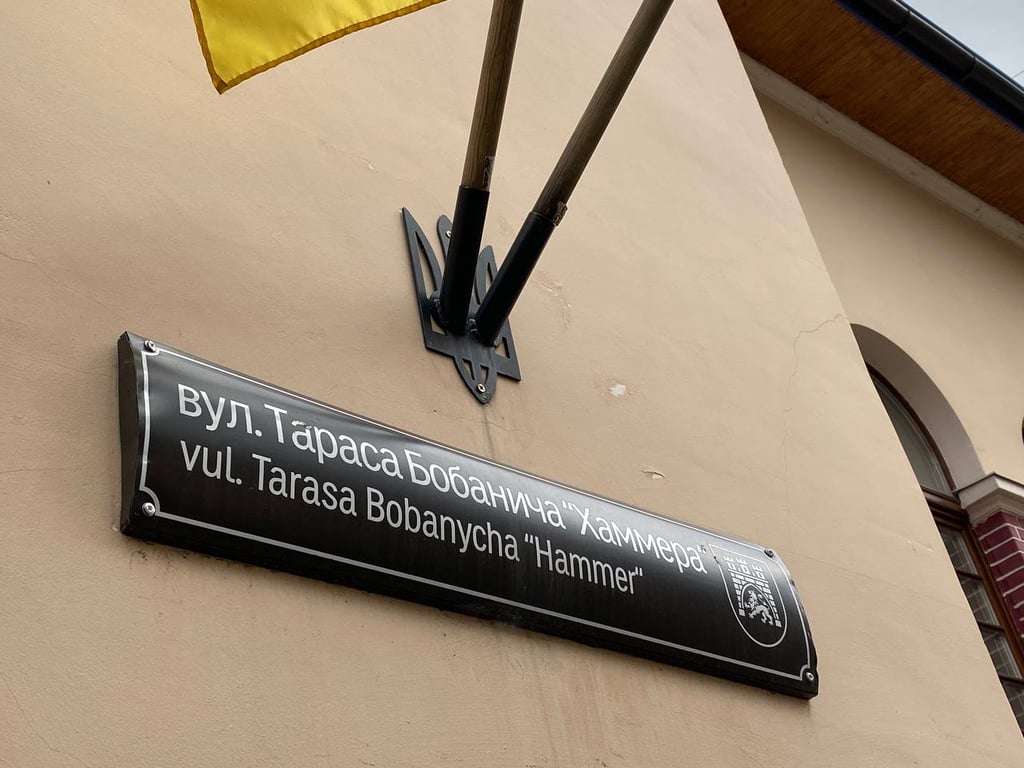 вул. Тараса Бобанича "Хаммера"
vul. Tarasa Bobanycha "Hammer"